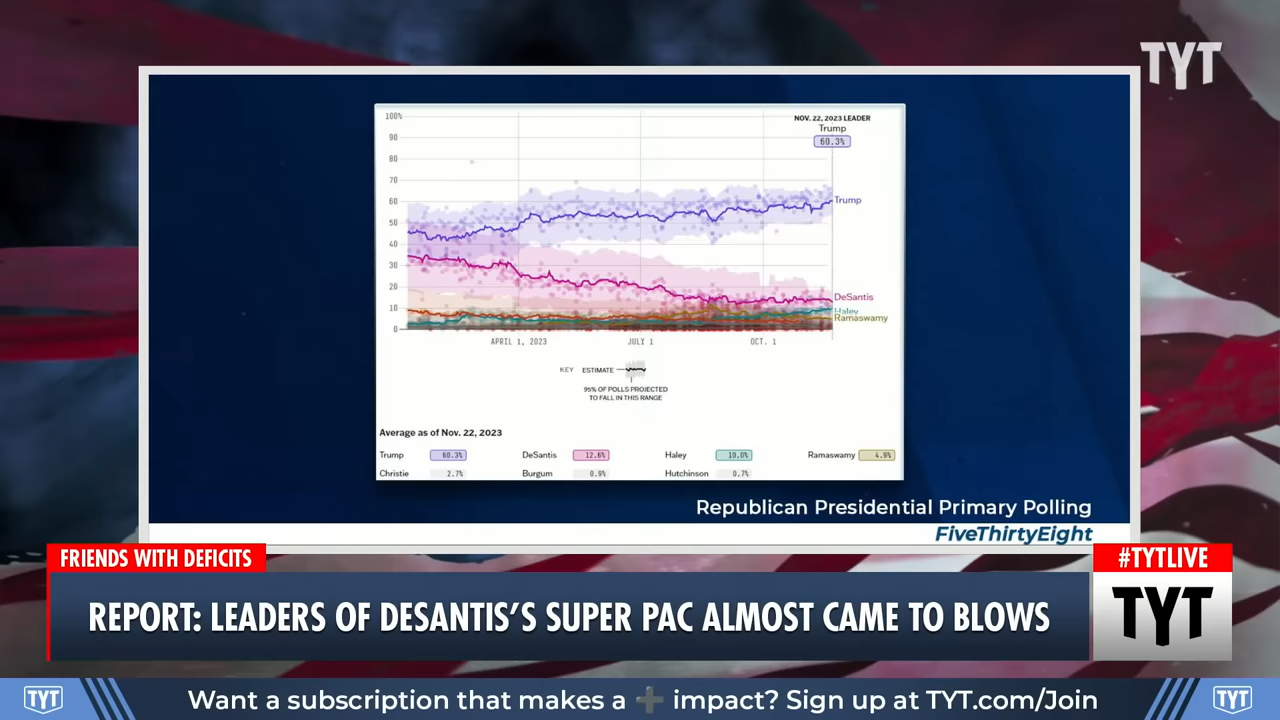 TYT
100%
90
80
70
60
50
40
30
20
10
0
NOV. 22, 2023 LEADER
Trump
60.3%
Trump
DeSantis
Haley
Ramaswamy
APRIL 1, 2023 JULY 1 OCT. 1
KEY ESTIMATE
95% OF POLLS PROJECTED
TO FALL IN THIS RANGE
Average as of Nov. 22, 2023
Trump 60.3% DeSantis 12.6% Haley 10.0% Ramaswamy 4.9%
Christie 2.7% Burgum 0.9% Hutchinson 0.7%
Republican Presidential Primary Polling
FiveThirtyEight
FRIENDS WITH DEFICITS
#TYTLIVE
REPORT: LEADERS OF DESANTIS'S SUPER PAC ALMOST CAME TO BLOWS
TYT
TYT
Want a subscription that makes a ➕ impact? Sign up at TYT.com/Join
TYT